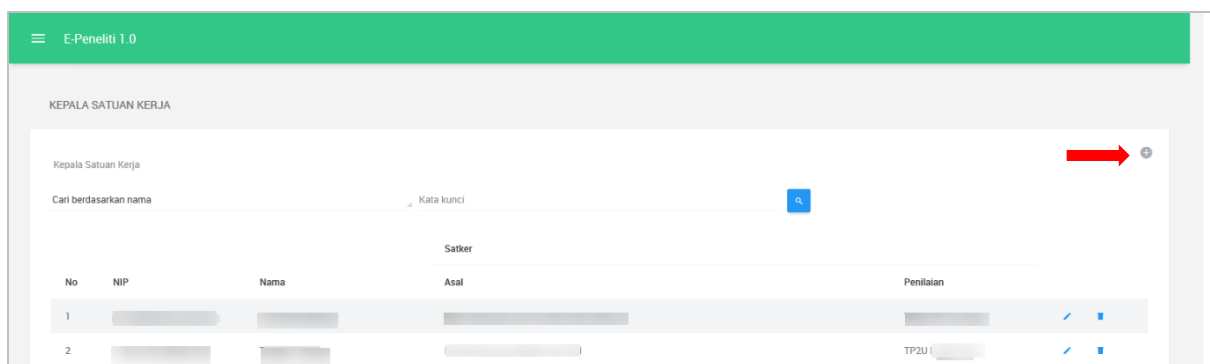 E-Peneliti 1.0
KEPALA SATUAN KERJA
Kepala Satuan Kerja
Cari berdasarkan nama Kata kunci
Satker
No NIP Nama Asal Penilaian
1
2 TP2U